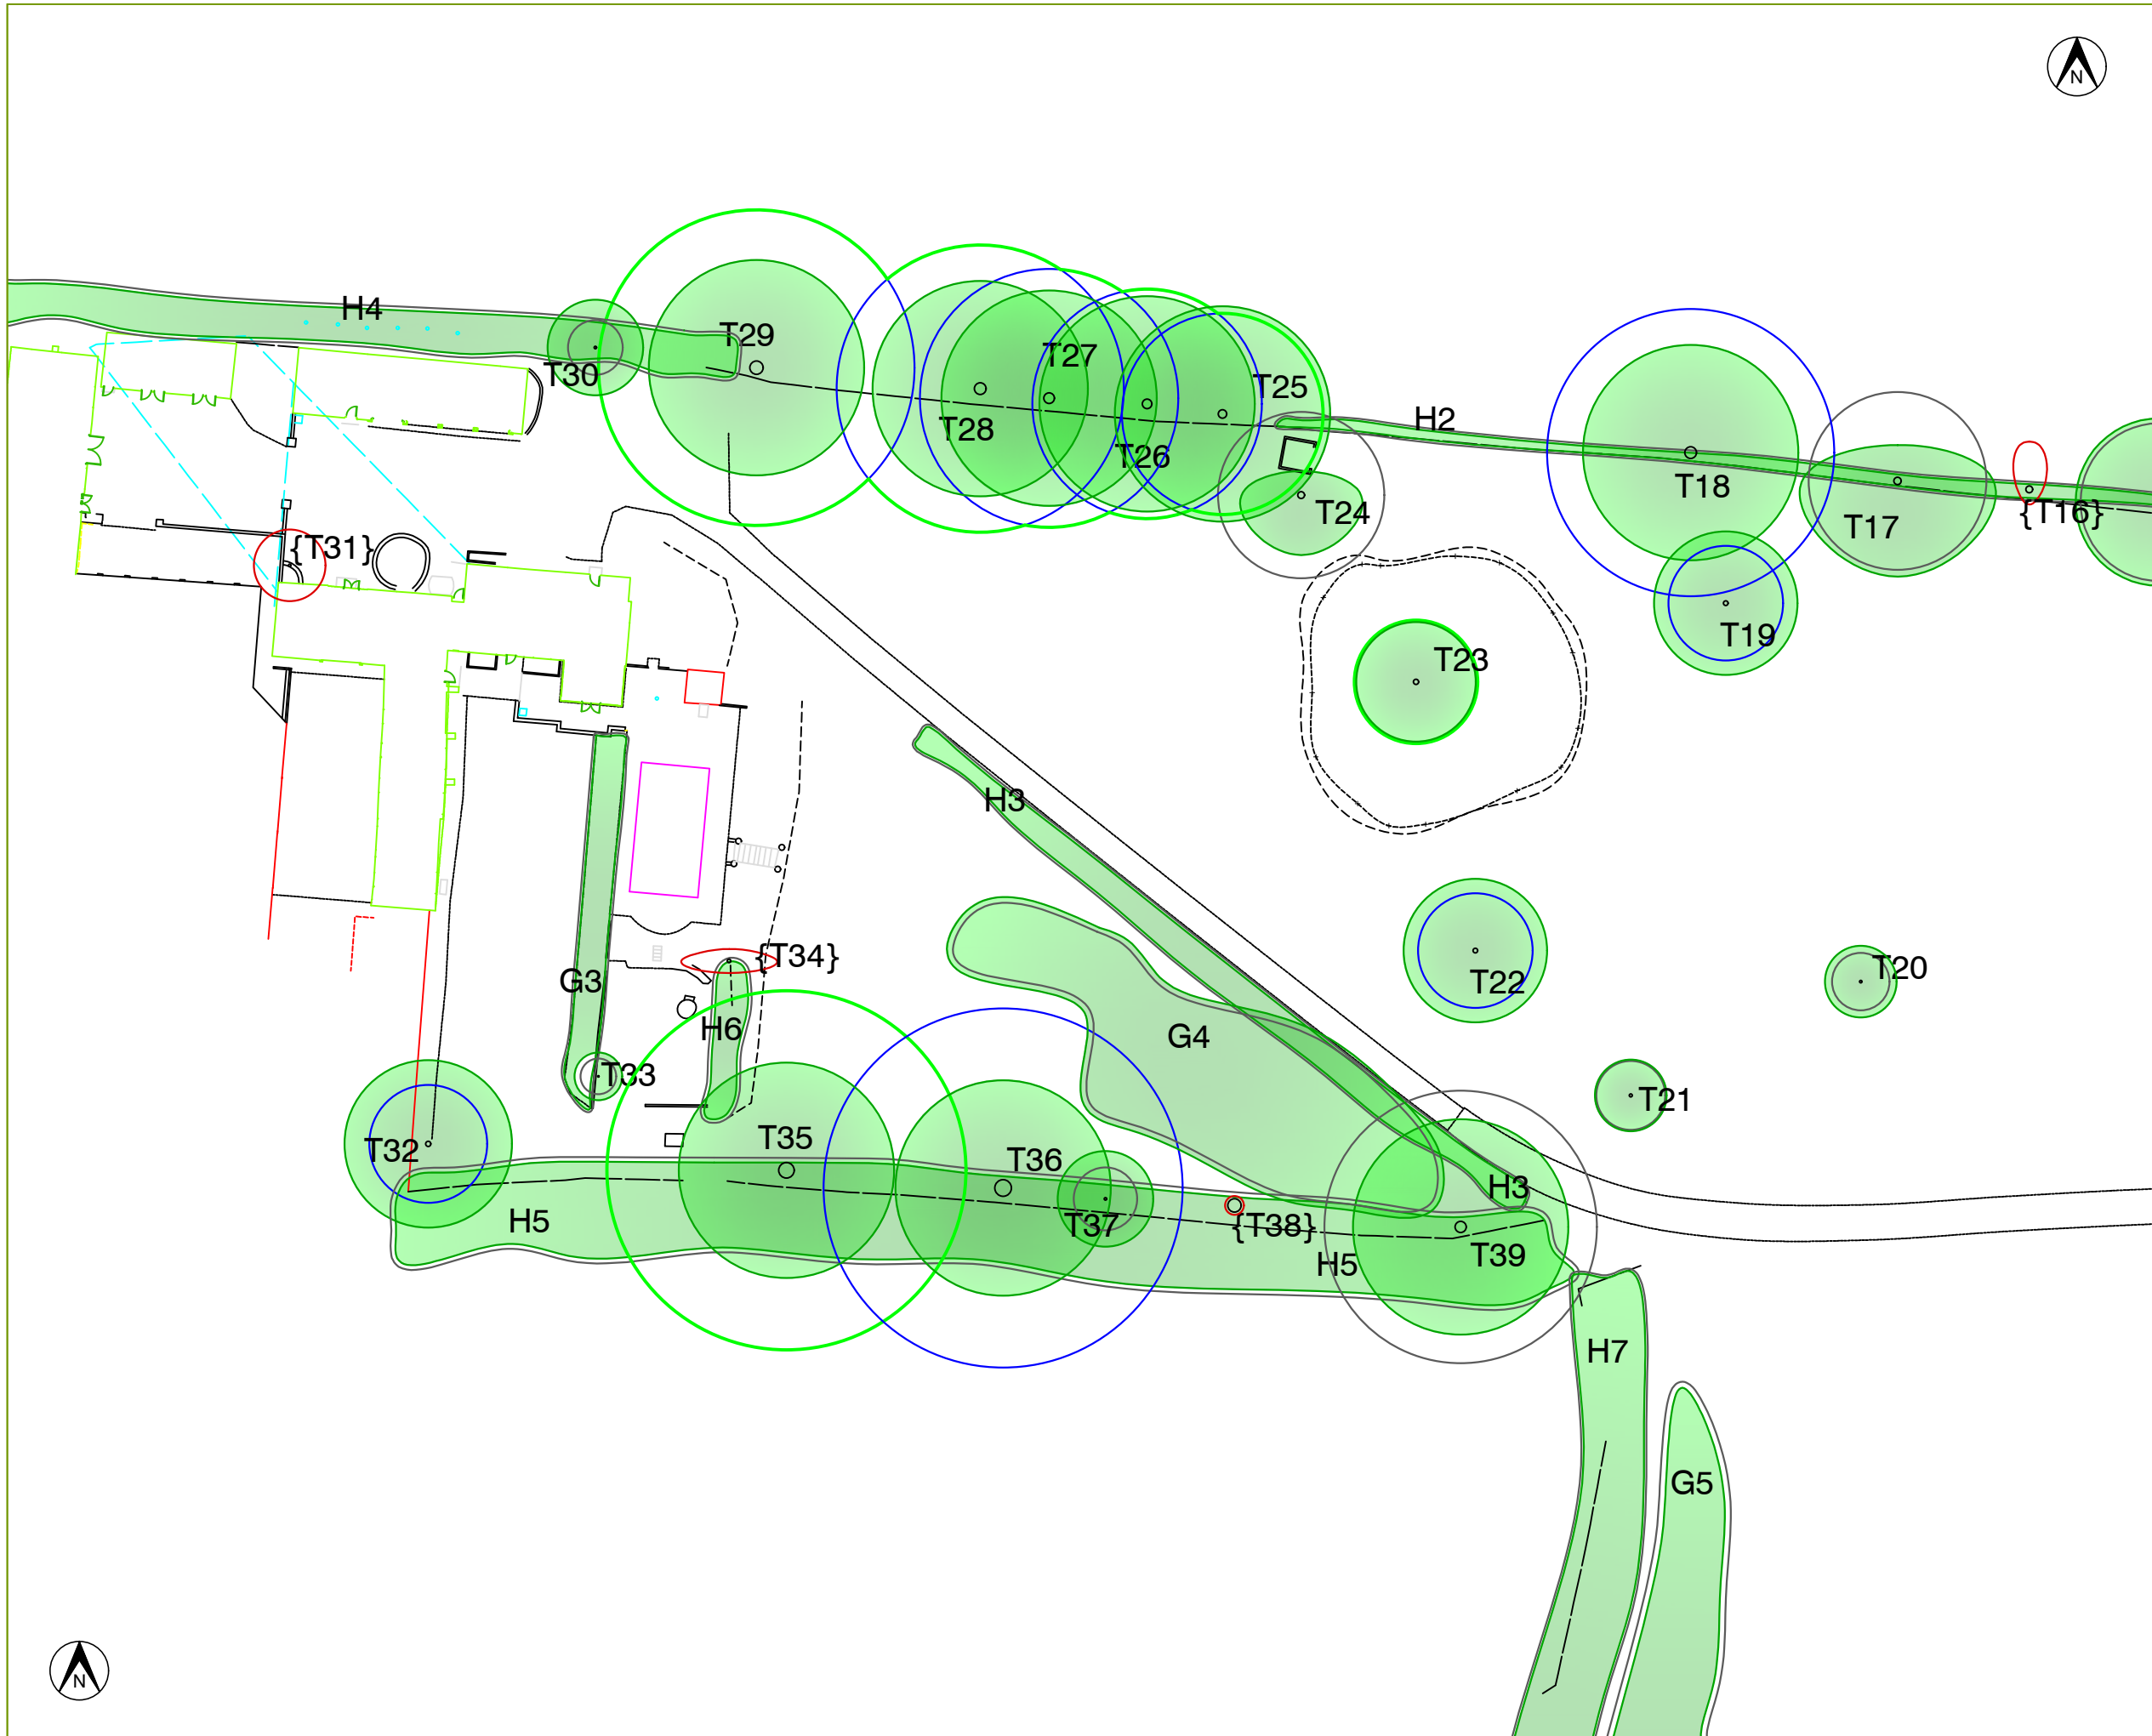 N
H4
T29
T30
T27
T28
T26
T25
H2
T24
T18
T17
{T16}
{T31}
T19
T23
H3
{T34}
G3
H6
G4
T22
T20
T33
T21
T32
T35
T36
T37
H5
{T38}
H3
T39
H5
H7
G5
N